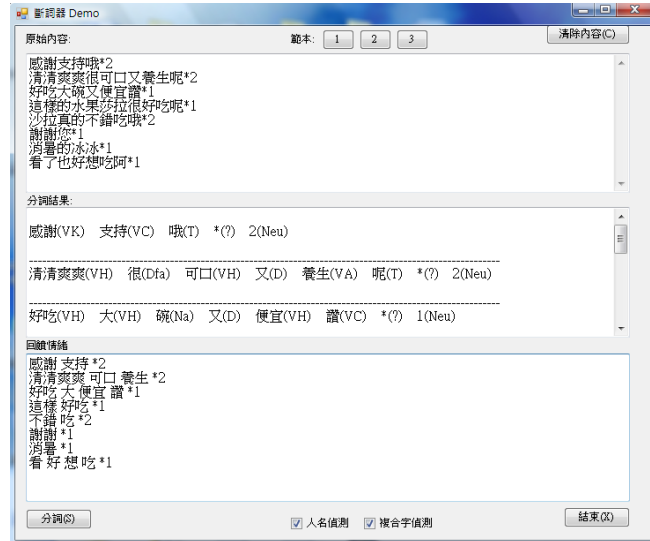 斷詞器 Demo
原始內容: 範本: 1 2 3 清除內容(C)
感謝支持哦*2
清清爽爽很可口又養生呢*2
好吃大碗又便宜讚*1
這樣的水果莎拉很好吃呢*1
沙拉真的不錯吃哦*2
謝謝您*1
消暑的冰冰*1
看了也好想吃阿*1
分詞結果:
感謝(VK) 支持(VC) 哦(T) *(?) 2(Neu)
--------------------------------------------------------------------------------
清清爽爽(VH) 很(Dfa) 可口(VH) 又(D) 養生(VA) 呢(T) *(?) 2(Neu)
--------------------------------------------------------------------------------
好吃(VH) 大(VH) 碗(Na) 又(D) 便宜(VH) 讚(VC) *(?) 1(Neu)
回饋情緒
感謝 支持 *2
清清爽爽 可口 養生 *2
好吃 大 便宜 讚 *1
這樣 好吃 *1
不錯 吃 *2
謝謝 *1
消暑 *1
看 好 想 吃 *1
分詞(S) 人名偵測 複合字偵測 結束(X)